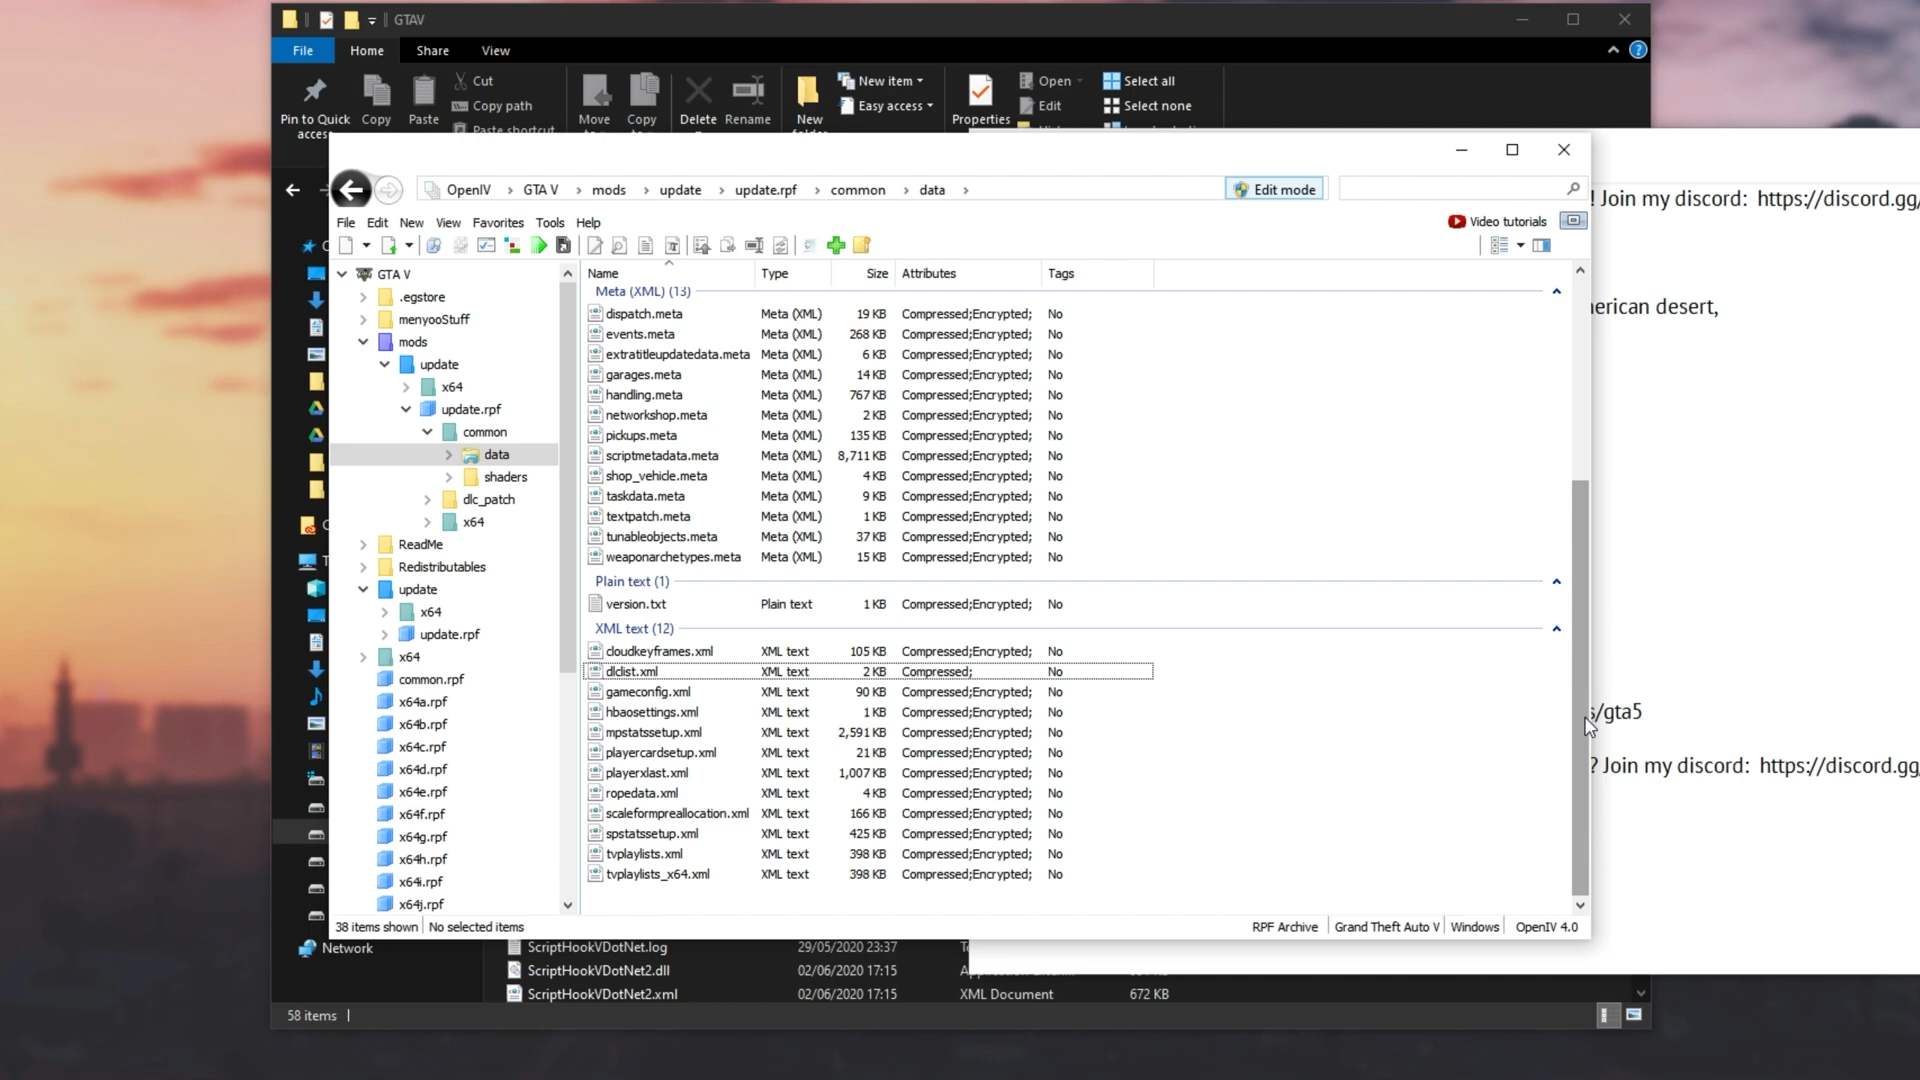 GTAV
File Home Share View
Pin to Quick access Copy Paste Cut Copy path Paste shortcut
Move Copy Delete Rename New New item Easy access
Properties Open Edit Select all Select none
OpenIV GTA V mods update update.rpf common data Edit mode
! Join my discord: https://discord.gg/
File Edit New View Favorites Tools Help Video tutorials
GTA V
.egstore
menyooStuff
mods
update
x64
update.rpf
common
data
shaders
dlc_patch
x64
ReadMe
Redistributables
update
x64
update.rpf
x64
common.rpf
x64a.rpf
x64b.rpf
x64c.rpf
x64d.rpf
x64e.rpf
x64f.rpf
x64g.rpf
x64h.rpf
x64i.rpf
x64j.rpf
Name Type Size Attributes Tags
Meta (XML) (13)
dispatch.meta Meta (XML) 19 KB Compressed;Encrypted; No
events.meta Meta (XML) 268 KB Compressed;Encrypted; No
extratitleupdatedata.meta Meta (XML) 6 KB Compressed;Encrypted; No
garages.meta Meta (XML) 14 KB Compressed;Encrypted; No
handling.meta Meta (XML) 767 KB Compressed;Encrypted; No
networkshop.meta Meta (XML) 2 KB Compressed;Encrypted; No
pickups.meta Meta (XML) 135 KB Compressed;Encrypted; No
scriptmetadata.meta Meta (XML) 8,711 KB Compressed;Encrypted; No
shop_vehicle.meta Meta (XML) 4 KB Compressed;Encrypted; No
taskdata.meta Meta (XML) 9 KB Compressed;Encrypted; No
textpatch.meta Meta (XML) 1 KB Compressed;Encrypted; No
tunableobjects.meta Meta (XML) 37 KB Compressed;Encrypted; No
weaponarchetypes.meta Meta (XML) 15 KB Compressed;Encrypted; No
Plain text (1)
version.txt Plain text 1 KB Compressed;Encrypted; No
XML text (12)
cloudkeyframes.xml XML text 105 KB Compressed;Encrypted; No
dlclist.xml XML text 2 KB Compressed; No
gameconfig.xml XML text 90 KB Compressed;Encrypted; No
hbaosettings.xml XML text 1 KB Compressed;Encrypted; No
mpstatssetup.xml XML text 2,591 KB Compressed;Encrypted; No
playercardsetup.xml XML text 21 KB Compressed;Encrypted; No
playerxlast.xml XML text 1,007 KB Compressed;Encrypted; No
ropedata.xml XML text 4 KB Compressed;Encrypted; No
scaleformpreallocation.xml XML text 166 KB Compressed;Encrypted; No
spstatssetup.xml XML text 425 KB Compressed;Encrypted; No
tvplaylists.xml XML text 398 KB Compressed;Encrypted; No
tvplaylists_x64.xml XML text 398 KB Compressed;Encrypted; No
erican desert,
s/gta5
? Join my discord: https://discord.gg/
38 items shown No selected items RPF Archive Grand Theft Auto V Windows OpenIV 4.0
Network
ScriptHookVDotNet.log 29/05/2020 23:37
ScriptHookVDotNet2.dll 02/06/2020 17:15
ScriptHookVDotNet2.xml 02/06/2020 17:15 XML Document 672 KB
58 items